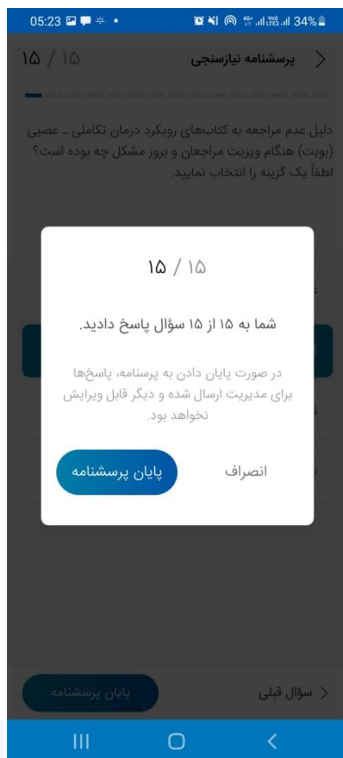 05:23
34%
پرسشنامه نیازسنجی
۱۵ / ۱۵
دلیل عدم مراجعه به کتاب‌های رویکرد درمان تکاملی ـ عصبی
(بوبت) هنگام ویزیت مراجعان و بروز مشکل چه بوده است؟
لطفاً یک گزینه را انتخاب نمایید.
۱۵ / ۱۵
شما به ۱۵ از ۱۵ سؤال پاسخ دادید.
در صورت پایان دادن به پرسنامه، پاسخ‌ها
برای مدیریت ارسال شده و دیگر قابل ویرایش
نخواهد بود.
انصراف
پایان پرسشنامه
سؤال قبلی
پایان پرسشنامه